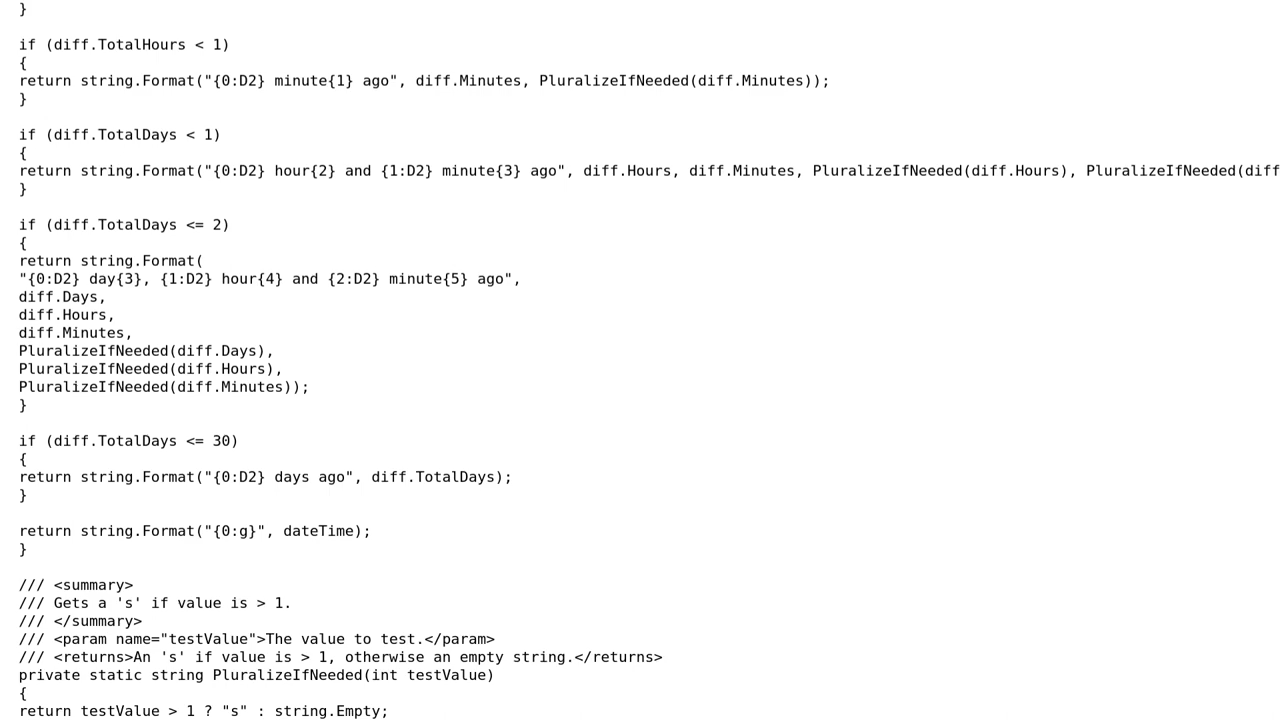 }
if (diff.TotalHours < 1)
{
return string.Format("{0:D2} minute{1} ago", diff.Minutes, PluralizeIfNeeded(diff.Minutes));
}
if (diff.TotalDays < 1)
{
return string.Format("{0:D2} hour{2} and {1:D2} minute{3} ago", diff.Hours, diff.Minutes, PluralizeIfNeeded(diff.Hours), PluralizeIfNeeded(diff
}
if (diff.TotalDays <= 2)
{
return string.Format(
"{0:D2} day{3}, {1:D2} hour{4} and {2:D2} minute{5} ago",
diff.Days,
diff.Hours,
diff.Minutes,
PluralizeIfNeeded(diff.Days),
PluralizeIfNeeded(diff.Hours),
PluralizeIfNeeded(diff.Minutes));
}
if (diff.TotalDays <= 30)
{
return string.Format("{0:D2} days ago", diff.TotalDays);
}
return string.Format("{0:g}", dateTime);
}
/// <summary>
/// Gets a 's' if value is > 1.
/// </summary>
/// <param name="testValue">The value to test.</param>
/// <returns>An 's' if value is > 1, otherwise an empty string.</returns>
private static string PluralizeIfNeeded(int testValue)
{
return testValue > 1 ? "s" : string.Empty;